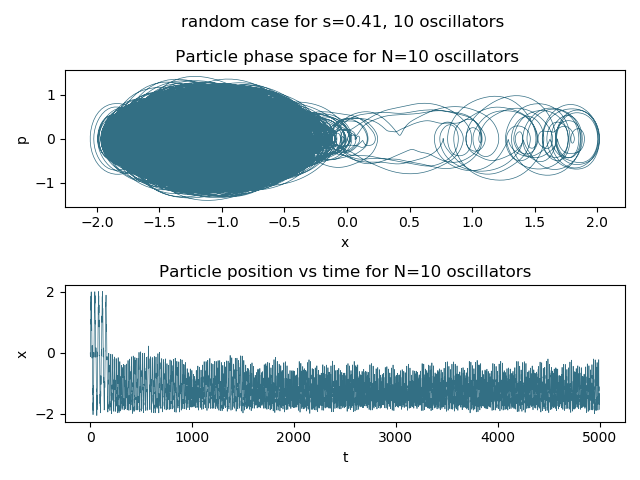 random case for s=0.41, 10 oscillators
Particle phase space for N=10 oscillators
1
0
−1
p
−2.0 −1.5 −1.0 −0.5 0.0 0.5 1.0 1.5 2.0
x
Particle position vs time for N=10 oscillators
2
0
−2
x
0 1000 2000 3000 4000 5000
t